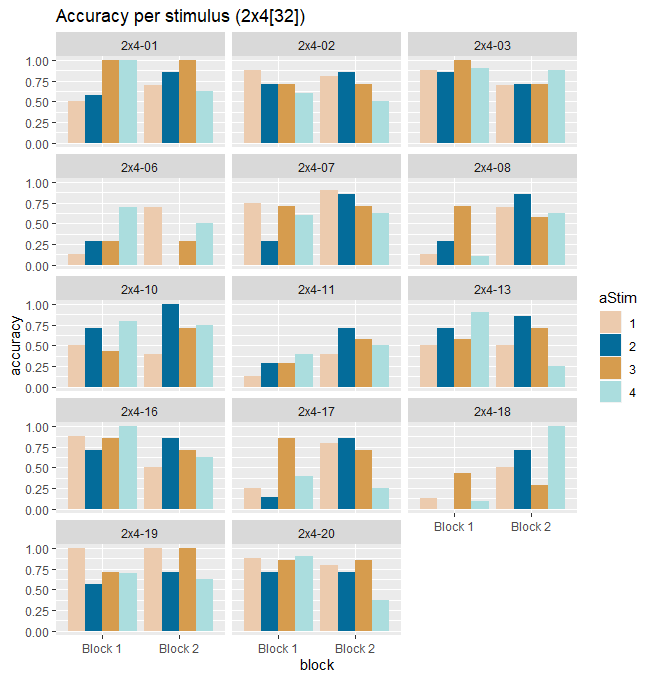 Accuracy per stimulus (2x4[32])
2x4-01 2x4-02 2x4-03
1.00
0.75
0.50
0.25
0.00
2x4-06 2x4-07 2x4-08
1.00
0.75
0.50
0.25
0.00
2x4-10 2x4-11 2x4-13
1.00
0.75
0.50
0.25
0.00
accuracy
2x4-16 2x4-17 2x4-18
1.00
0.75
0.50
0.25
0.00
Block 1 Block 2
2x4-19 2x4-20
1.00
0.75
0.50
0.25
0.00
Block 1 Block 2 Block 1 Block 2
block
aStim
1
2
3
4